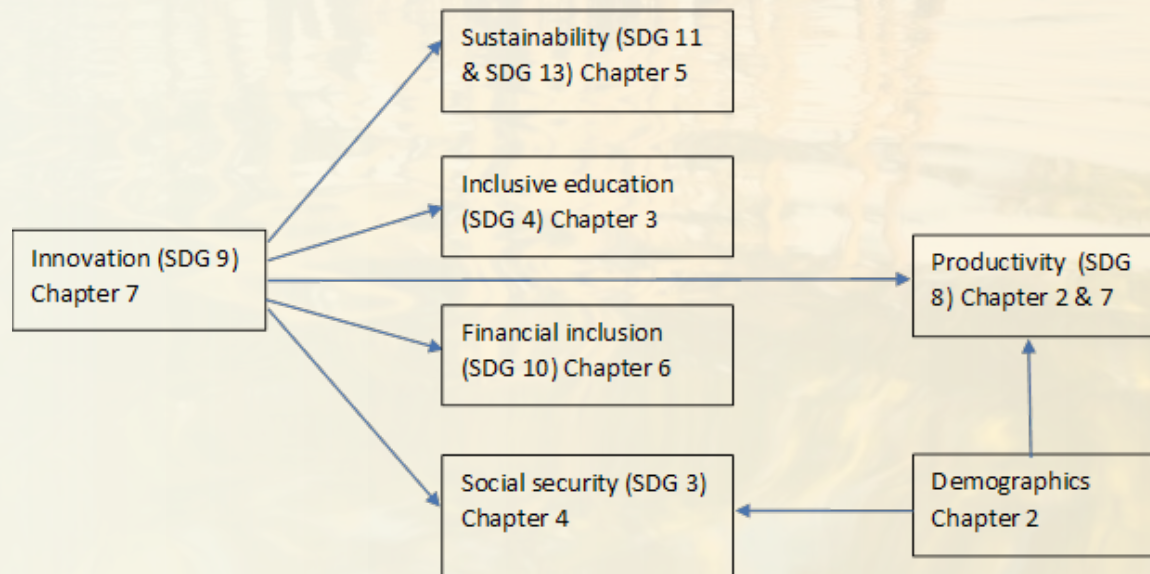 Sustainability (SDG 11
& SDG 13) Chapter 5
Inclusive education
(SDG 4) Chapter 3
Innovation (SDG 9)
Chapter 7
Productivity (SDG
8) Chapter 2 & 7
Financial inclusion
(SDG 10) Chapter 6
Social security (SDG 3)
Chapter 4
Demographics
Chapter 2